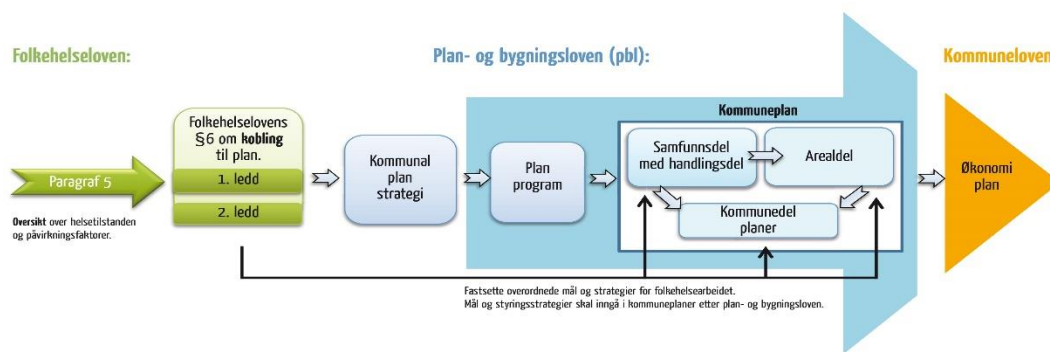 Folkehelseloven:
Plan- og bygningsloven (pbl):
Kommuneloven
Paragraf 5
Oversikt over helsetilstanden
og påvirkningsfaktorer.
Folkehelselovens
§6 om kobling
til plan.
1. ledd
2. ledd
Kommunal
plan
strategi
Plan
program
Kommuneplan
Samfunnsdel
med handlingsdel
Arealdel
Kommunedel
planer
Økonomi
plan
Fastsette overordnede mål og strategier for folkehelsearbeidet.
Mål og styringsstrategier skal inngå i kommuneplaner etter plan- og bygningsloven.